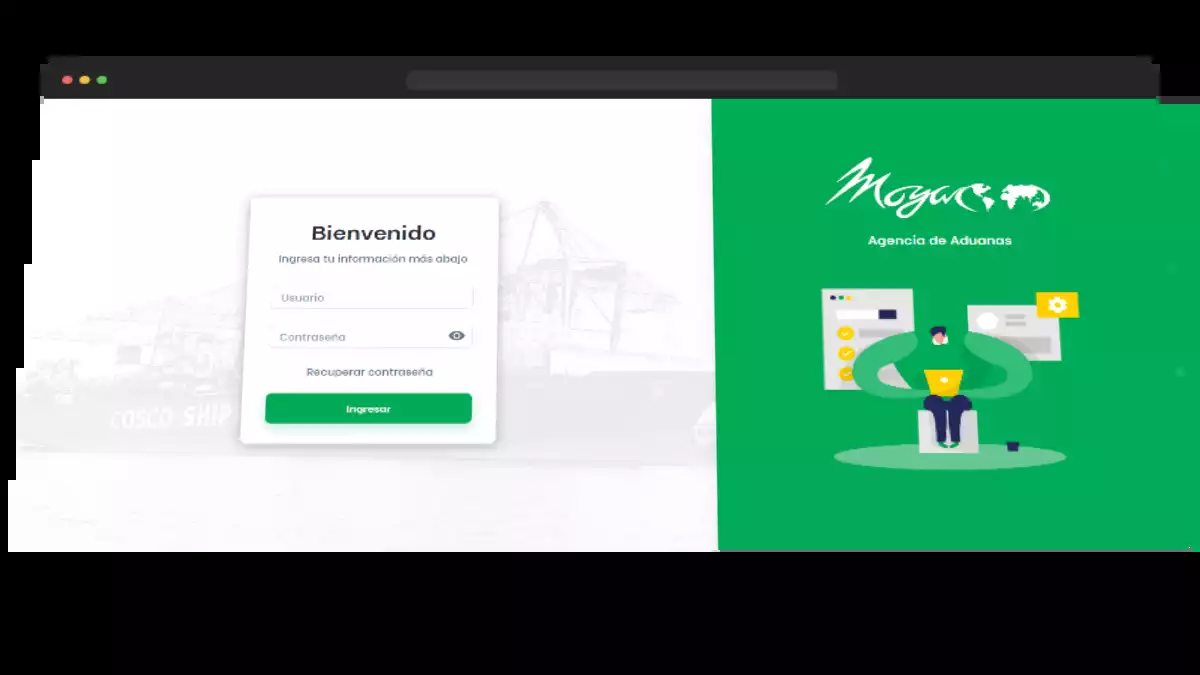 Bienvenido
Ingresa tu información más abajo
Usuario
Contraseña
Recuperar contraseña
Ingresar
COSCO SHIP
Moya
Agencia de Aduanas